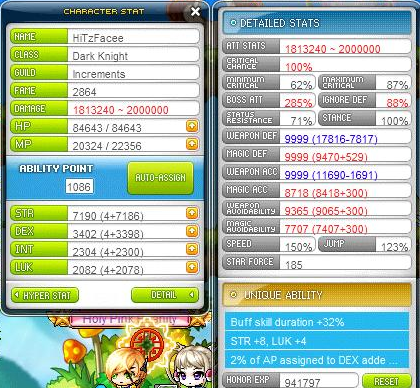 CHARACTER STAT
NAME HiTzFacee
CLASS Dark Knight
GUILD Increments
FAME 2864
DAMAGE 1813240 ~ 2000000
HP 84643 / 84643
MP 20324 / 22356
ABILITY POINT
1086
AUTO-ASSIGN
STR 7190 (4+7186)
DEX 3402 (4+3398)
INT 2304 (4+2300)
LUK 2082 (4+2078)
HYPER STAT
DETAIL
DETAILED STATS
ATT STATS 1813240 ~ 2000000
CRITICAL CHANCE 100%
MINIMUM CRITICAL 62% MAXIMUM CRITICAL 87%
BOSS ATT 285% IGNORE DEF 88%
STATUS RESISTANCE 71% STANCE 100%
WEAPON DEF 9999 (17816-7817)
MAGIC DEF 9999 (9470+529)
WEAPON ACC 9999 (11690-1691)
MAGIC ACC 8718 (8418+300)
WEAPON AVOIDABILITY 9365 (9065+300)
MAGIC AVOIDABILITY 7707 (7407+300)
SPEED 150% JUMP 123%
STAR FORCE 185
UNIQUE ABILITY
Buff skill duration +32%
STR +8, LUK +4
2% of AP assigned to DEX adde ...
HONOR EXP 941797 RESET
Holy Pink